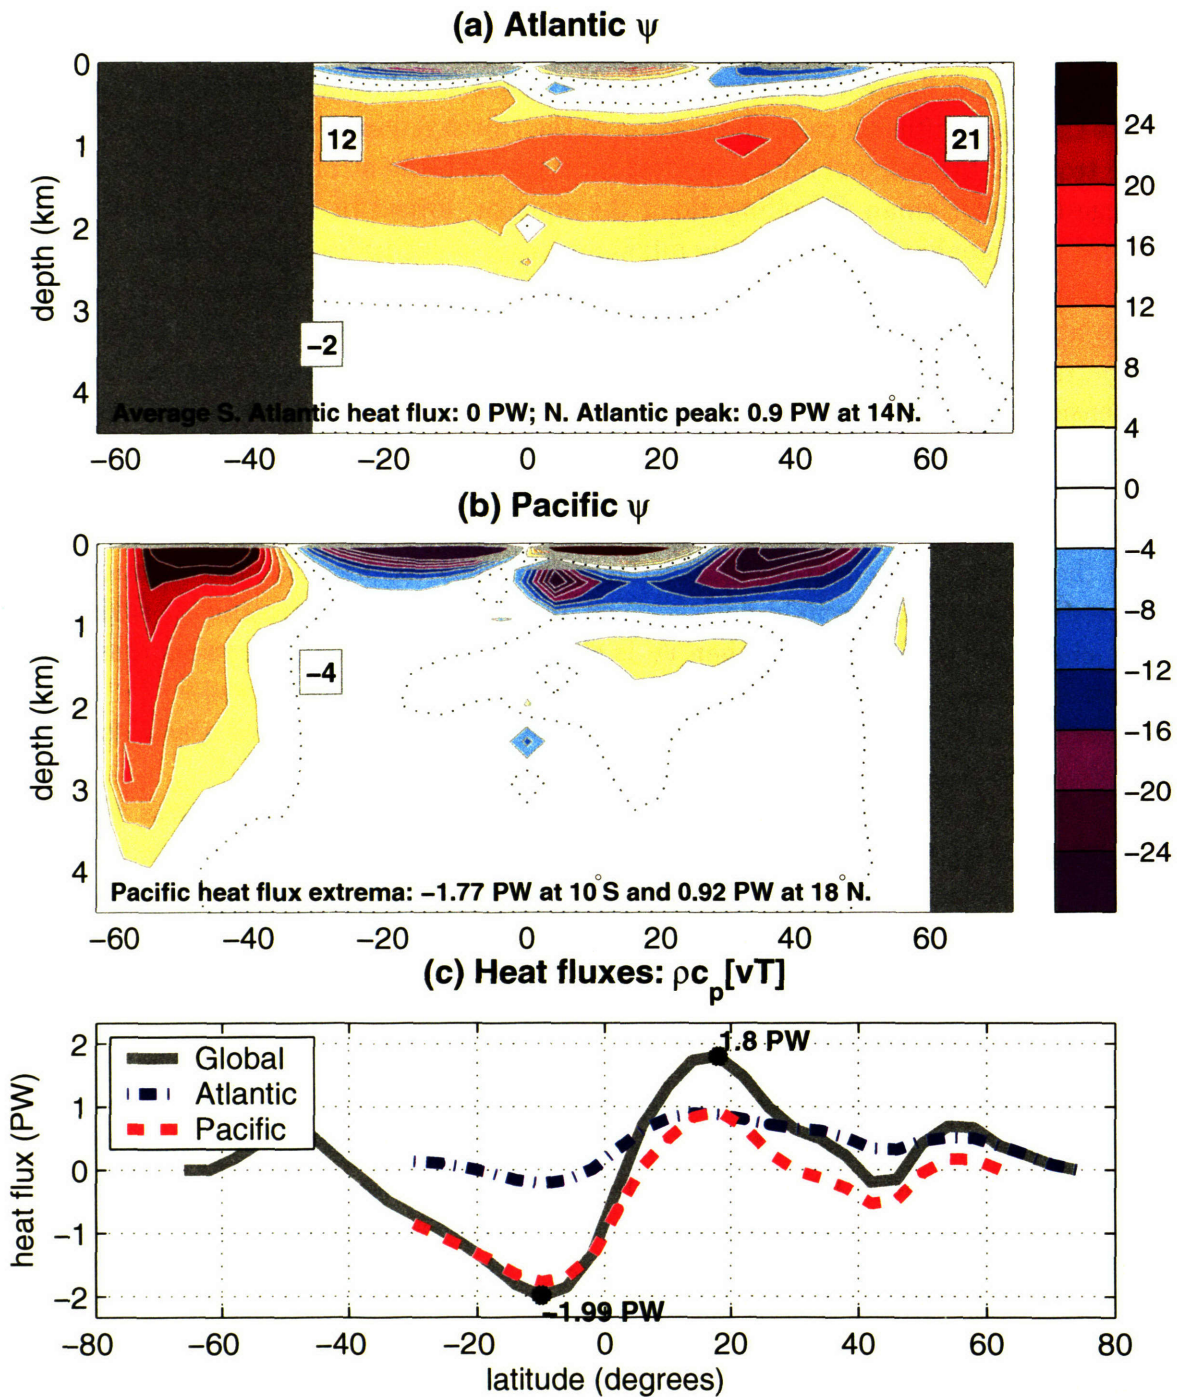 (a) Atlantic ψ
0
1
2
3
4
depth (km)
12
21
−2
Average S. Atlantic heat flux: 0 PW; N. Atlantic peak: 0.9 PW at 14°N.
−60 −40 −20 0 20 40 60
24
20
16
12
8
4
0
−4
−8
−12
−16
−20
−24
(b) Pacific ψ
0
1
2
3
4
depth (km)
−4
Pacific heat flux extrema: −1.77 PW at 10°S and 0.92 PW at 18°N.
−60 −40 −20 0 20 40 60
(c) Heat fluxes: ρc_p[vT]
2
1
0
−1
−2
heat flux (PW)
Global
Atlantic
Pacific
1.8 PW
−1.99 PW
−80 −60 −40 −20 0 20 40 60 80
latitude (degrees)